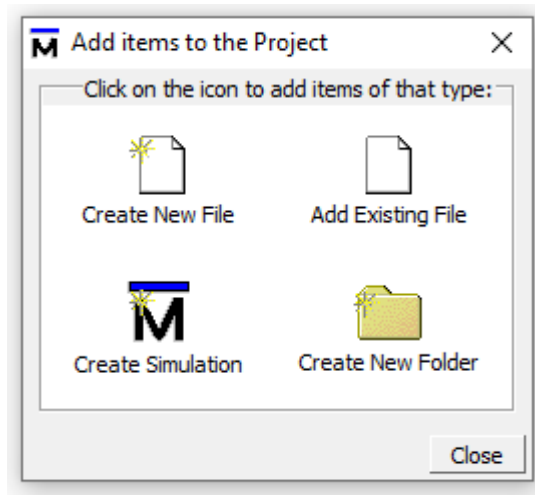 Add items to the Project
Click on the icon to add items of that type:
Create New File
Add Existing File
Create Simulation
Create New Folder
Close